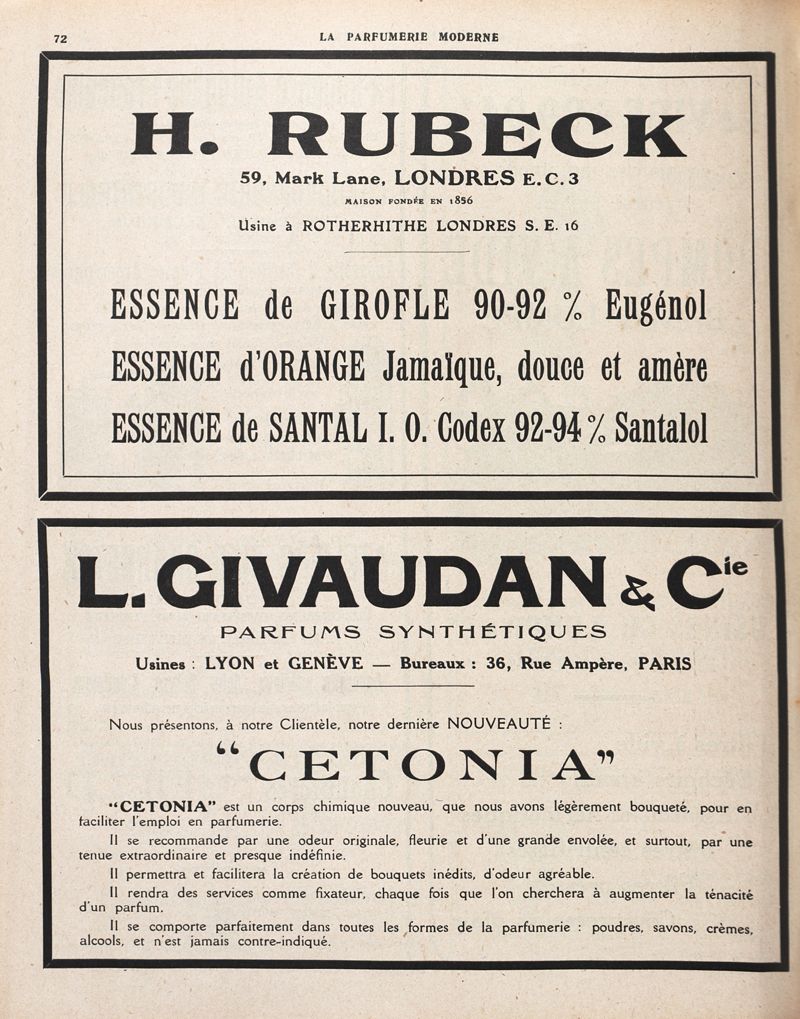 72
LA PARFUMERIE MODERNE
H. RUBECK
59, Mark Lane, LONDRES E. C. 3
MAISON FONDÉE EN 1856
Usine à ROTHERHITHE LONDRES S. E. 16
ESSENCE de GIROFLE 90-92 % Eugénol
ESSENCE d'ORANGE Jamaïque, douce et amère
ESSENCE de SANTAL I. O. Codex 92-94 % Santalol
L. GIVAUDAN & Cie
PARFUMS SYNTHÉTIQUES
Usines : LYON et GENÈVE — Bureaux : 36, Rue Ampère, PARIS
Nous présentons, à notre Clientèle, notre dernière NOUVEAUTÉ :
“CETONIA”
“CETONIA” est un corps chimique nouveau, que nous avons légèrement bouqueté, pour en
faciliter l'emploi en parfumerie.
Il se recommande par une odeur originale, fleurie et d'une grande envolée, et surtout, par une
tenue extraordinaire et presque indéfinie.
Il permettra et facilitera la création de bouquets inédits, d'odeur agréable.
Il rendra des services comme fixateur, chaque fois que l'on cherchera à augmenter la ténacité
d'un parfum.
Il se comporte parfaitement dans toutes les formes de la parfumerie : poudres, savons, crèmes,
alcools, et n'est jamais contre-indiqué.